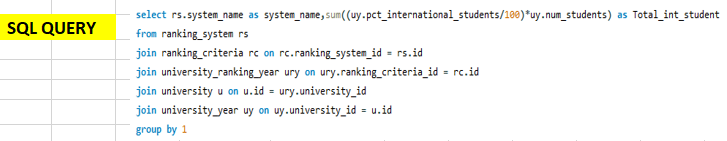 SQL QUERY
select rs.system_name as system_name,sum((uy.pct_international_students/100)*uy.num_students) as Total_int_student
from ranking_system rs
join ranking_criteria rc on rc.ranking_system_id = rs.id
join university_ranking_year ury on ury.ranking_criteria_id = rc.id
join university u on u.id = ury.university_id
join university_year uy on uy.university_id = u.id
group by 1